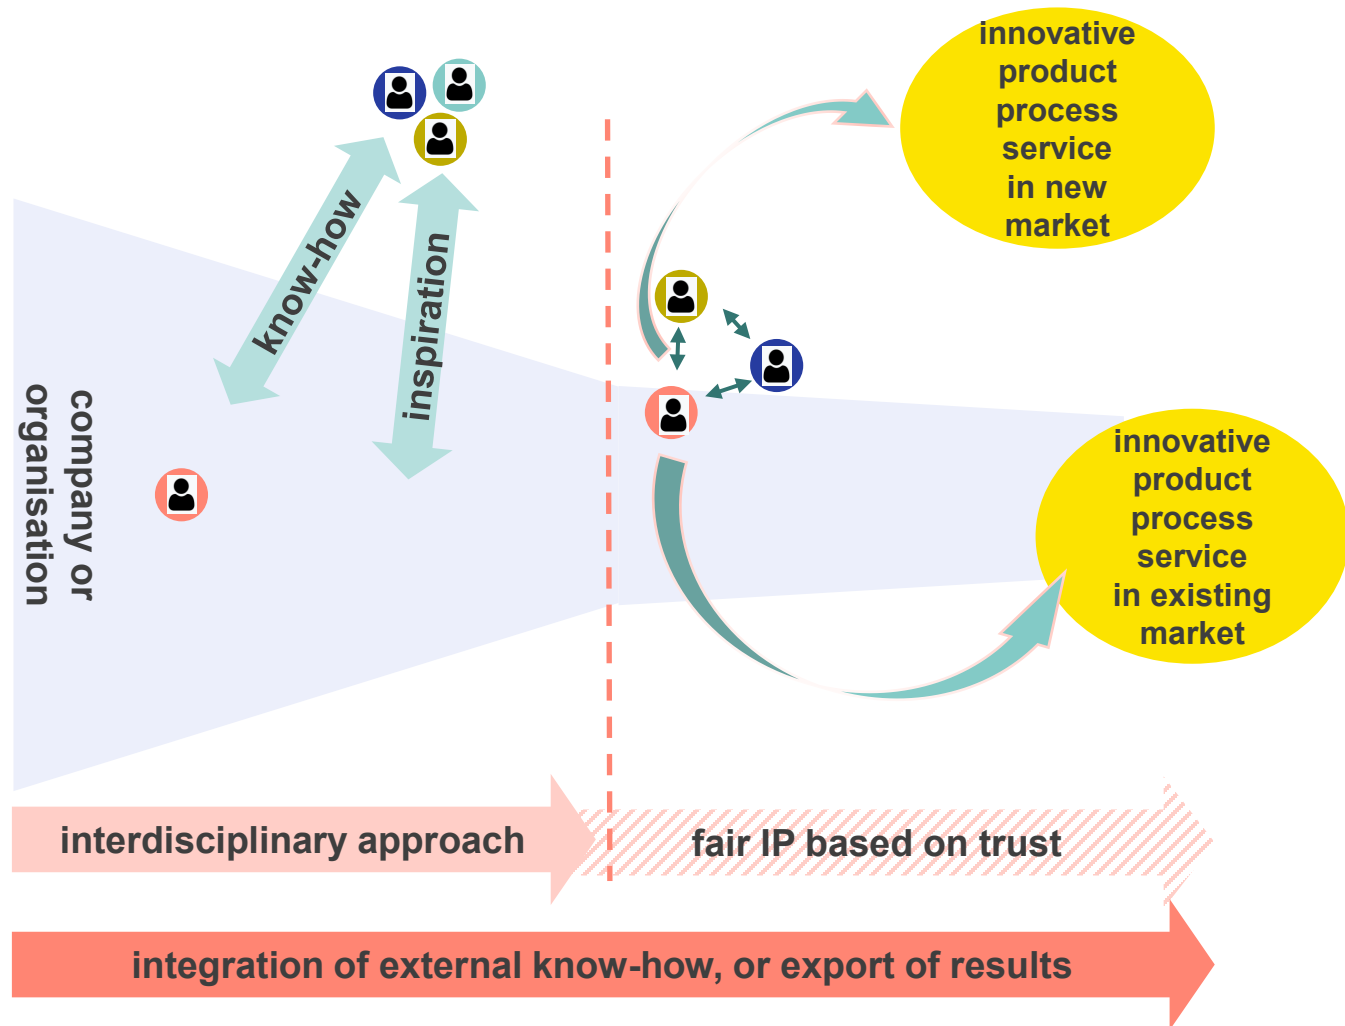 innovative
product
process
service
in new
market
know-how
inspiration
company or
organisation
innovative
product
process
service
in existing
market
interdisciplinary approach
fair IP based on trust
integration of external know-how, or export of results